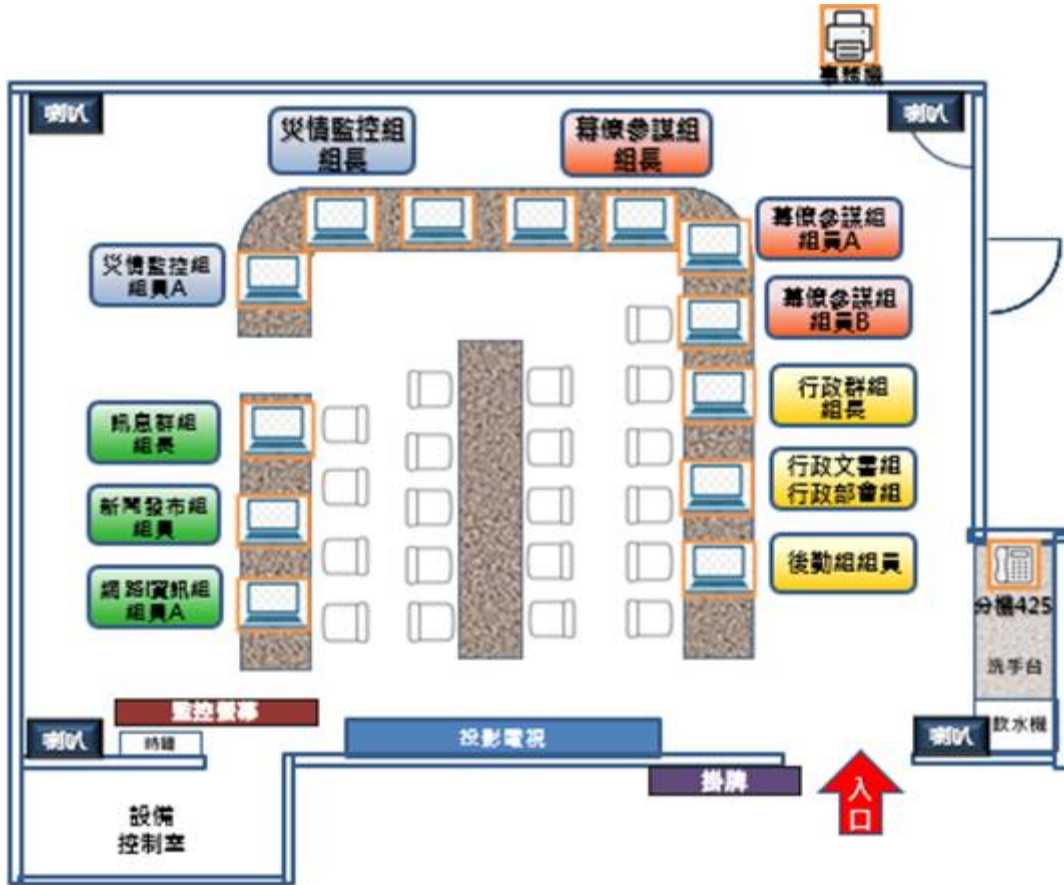 事務機
喇叭
喇叭
災情監控組
組長
幕僚參謀組
組長
災情監控組
組員A
幕僚參謀組
組員A
幕僚參謀組
組員B
訊息群組
組長
行政群組
組長
新聞發布組
組員
行政文書組
行政部會組
網路資訊組
組員A
後勤組組員
分機425
洗手台
飲水機
監控螢幕
喇叭
時鐘
投影電視
喇叭
掛牌
入
口
設備
控制室